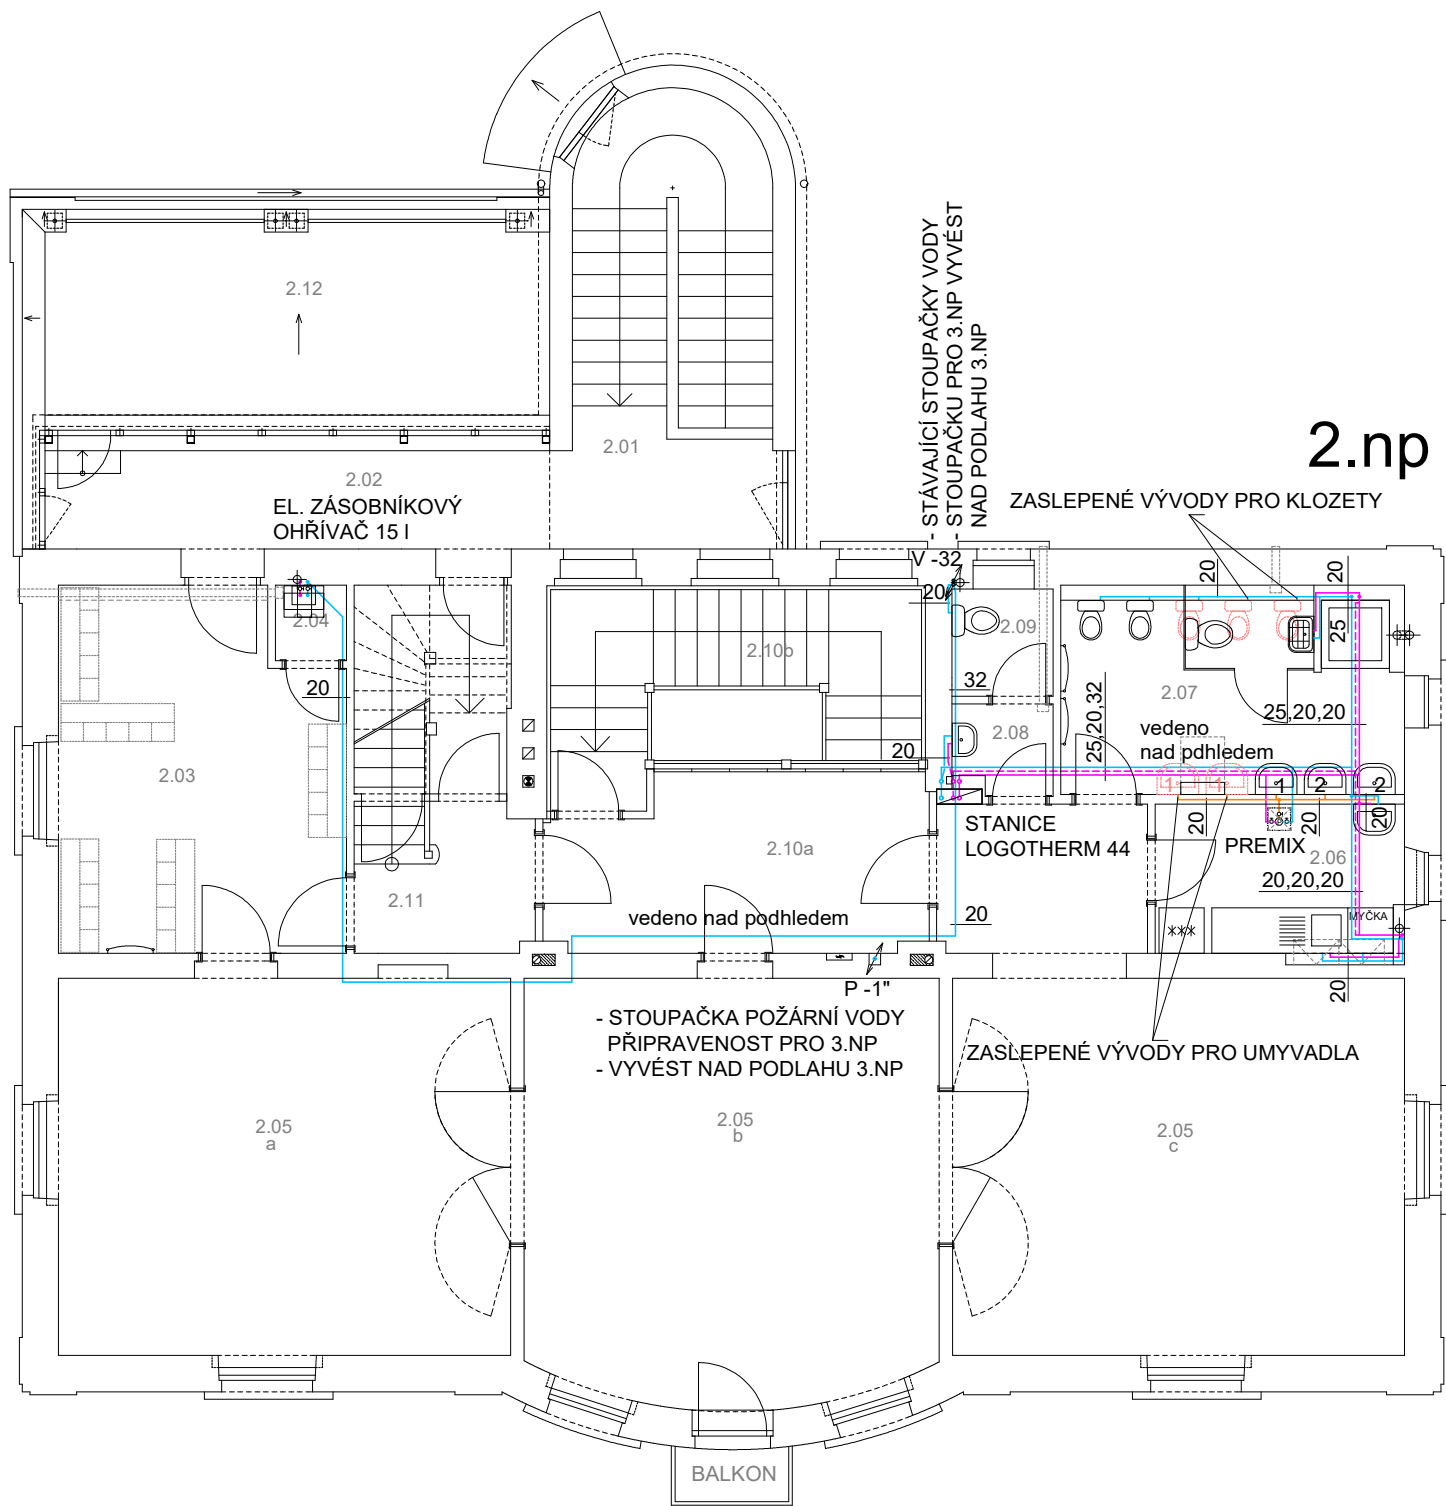 STÁVAJÍCÍ STOUPAČKY VODY
- STOUPAČKU PRO 3.NP VYVÉST
- NAD PODLAHU 3.NP
2.12
2.01
2.np
2.02
EL. ZÁSOBNÍKOVÝ
OHŘÍVAČ 15 l
ZASLEPENÉ VÝVODY PRO KLOZETY
V -32
20
20
20
2.04
2.09
25
2.10b
20
32
2.07
25,20,32
25,20,20
2.08
vedeno
nad pdhledem
20
2.03
1
1
1
2
2
20
20
20
STANICE
LOGOTHERM 44
PREMIX
2.06
2.10a
20,20,20
2.11
vedeno nad podhledem
20
MYČKA
P -1"
20
- STOUPAČKA POŽÁRNÍ VODY
PŘIPRAVENOST PRO 3.NP
- VYVÉST NAD PODLAHU 3.NP
ZASLEPENÉ VÝVODY PRO UMYVADLA
2.05
a
2.05
b
2.05
c
BALKON